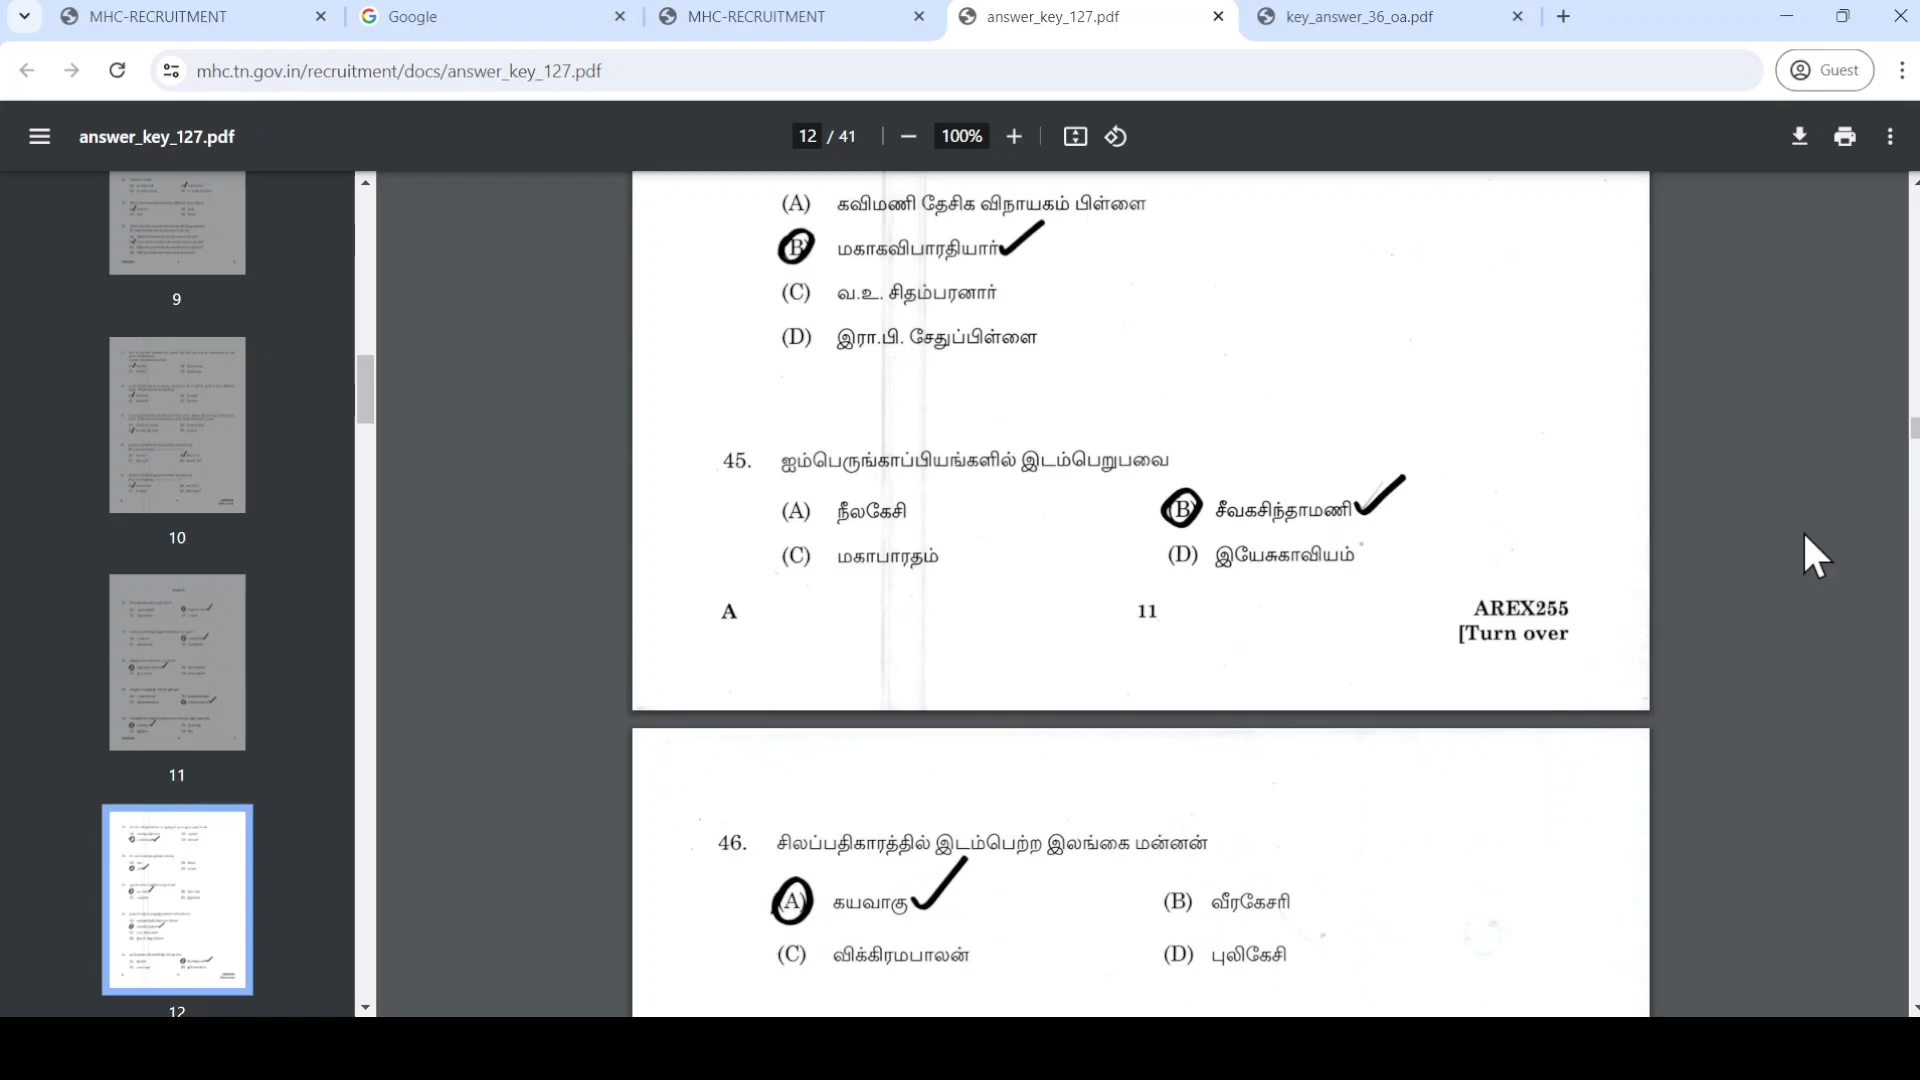 MHC-RECRUITMENT
Google
MHC-RECRUITMENT
answer_key_127.pdf
key_answer_36_oa.pdf
mhc.tn.gov.in/recruitment/docs/answer_key_127.pdf
Guest
answer_key_127.pdf
12 / 41
100%
9
10
11
12
(A) கவிமணி தேசிக விநாயகம் பிள்ளை
(B) மகாகவிபாரதியார்
(C) வ.உ. சிதம்பரனார்
(D) இரா.பி. சேதுப்பிள்ளை
45. ஐம்பெருங்காப்பியங்களில் இடம்பெறுபவை
(A) நீலகேசி (B) சீவகசிந்தாமணி
(C) மகாபாரதம் (D) இயேசுகாவியம்
A 11 AREX255
[Turn over
46. சிலப்பதிகாரத்தில் இடம்பெற்ற இலங்கை மன்னன்
(A) கயவாகு (B) வீரகேசரி
(C) விக்கிரமபாலன் (D) புலிகேசி